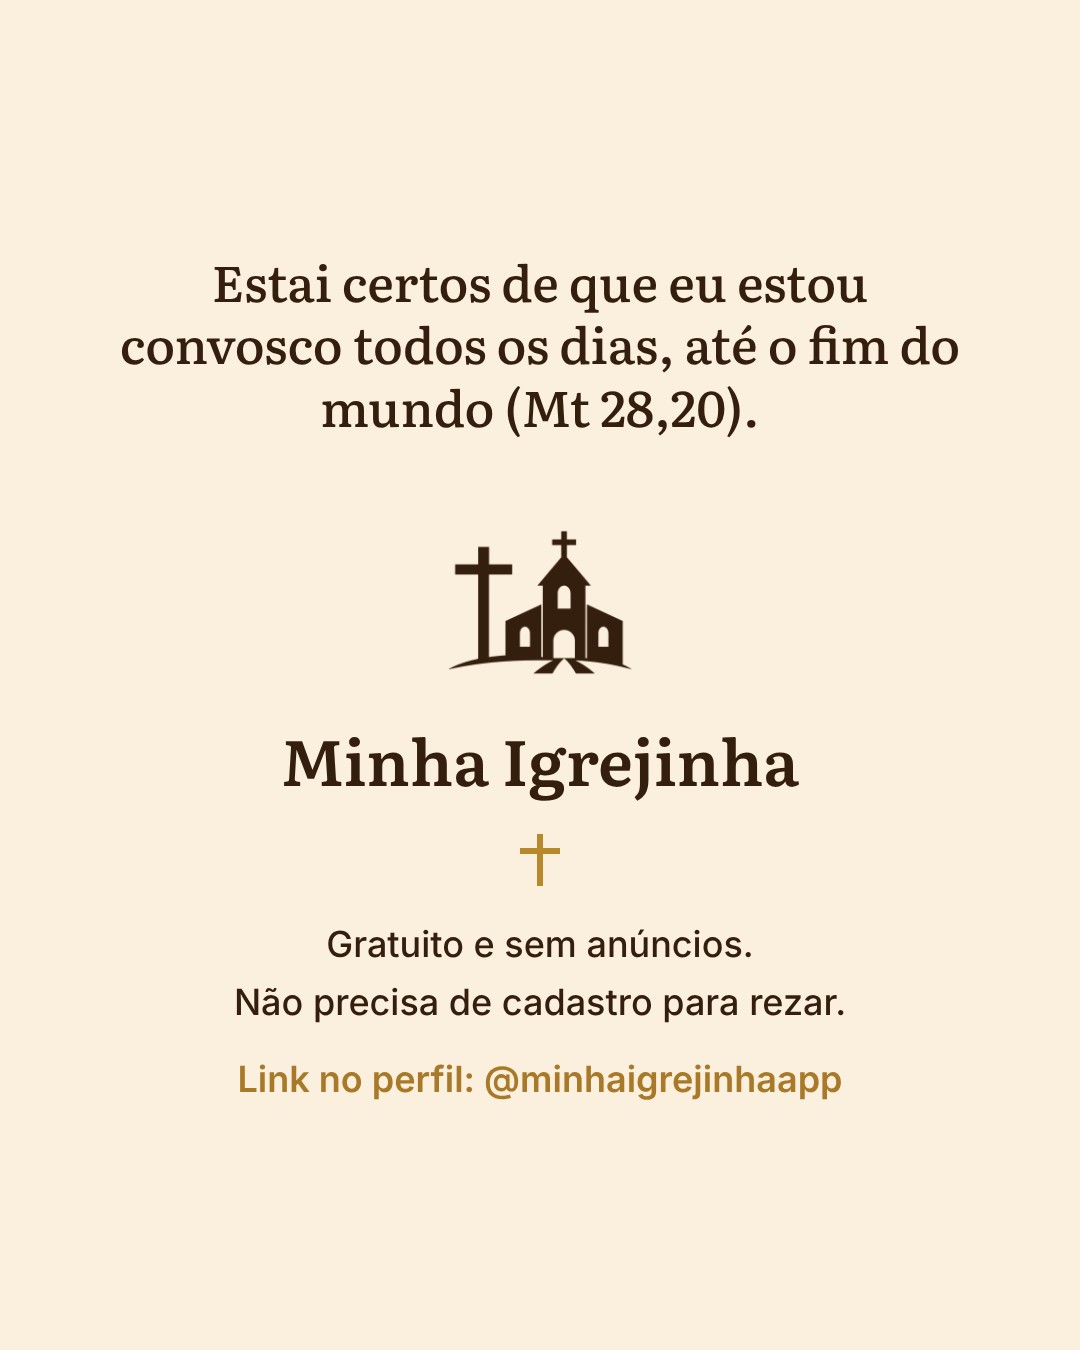 Estai certos de que eu estou
convosco todos os dias, até o fim do
mundo (Mt 28,20).
Minha Igrejinha
Gratuito e sem anúncios.
Não precisa de cadastro para rezar.
Link no perfil: @minhaigrejinhaapp